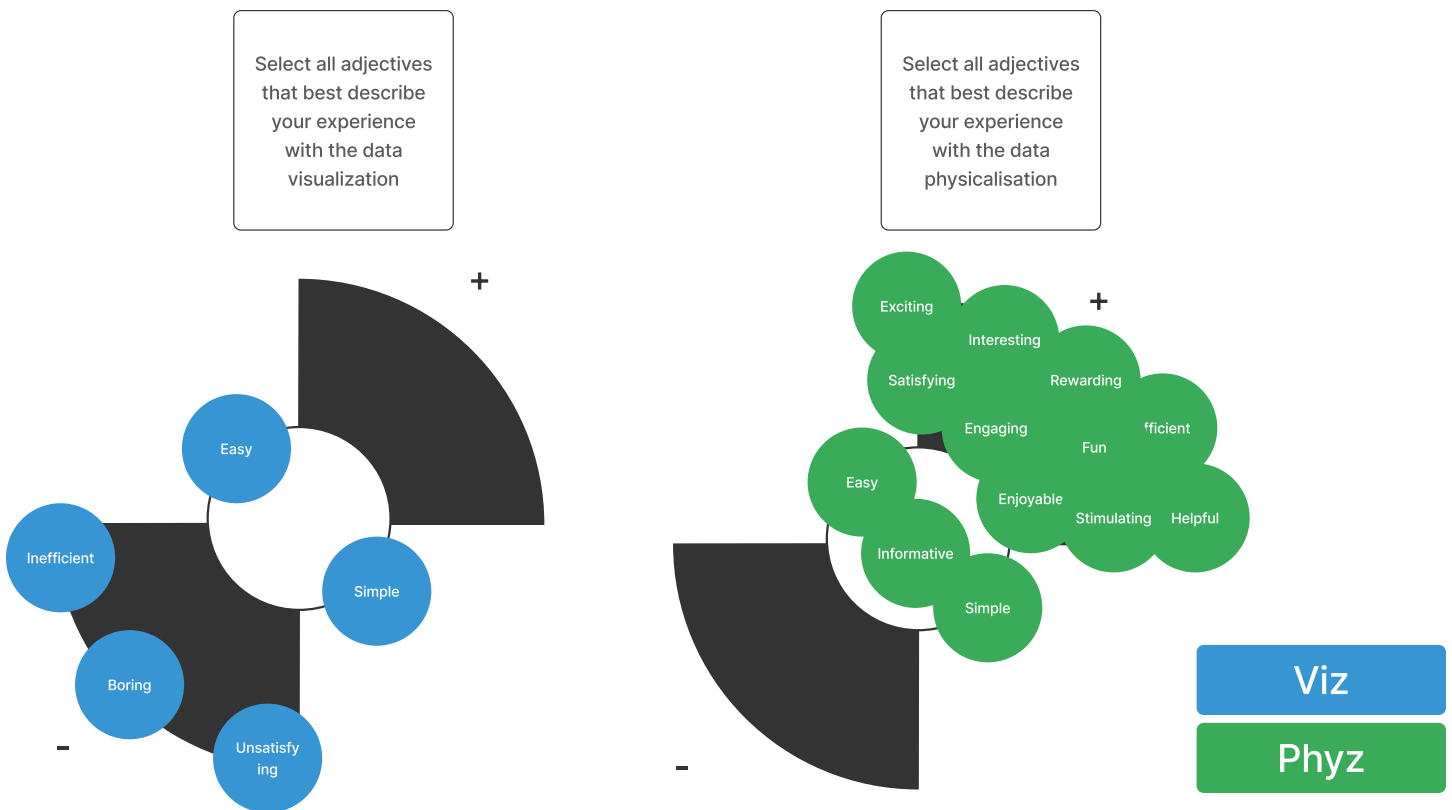 Select all adjectives
that best describe
your experience
with the data
visualization
Select all adjectives
that best describe
your experience
with the data
physicalisation
+
Easy
Inefficient
Simple
Boring
Unsatisfy
ing
-
+
Exciting
Interesting
Satisfying
Rewarding
Engaging
fficient
Fun
Easy
Enjoyable
Stimulating
Helpful
Informative
Simple
-
Viz
Phyz